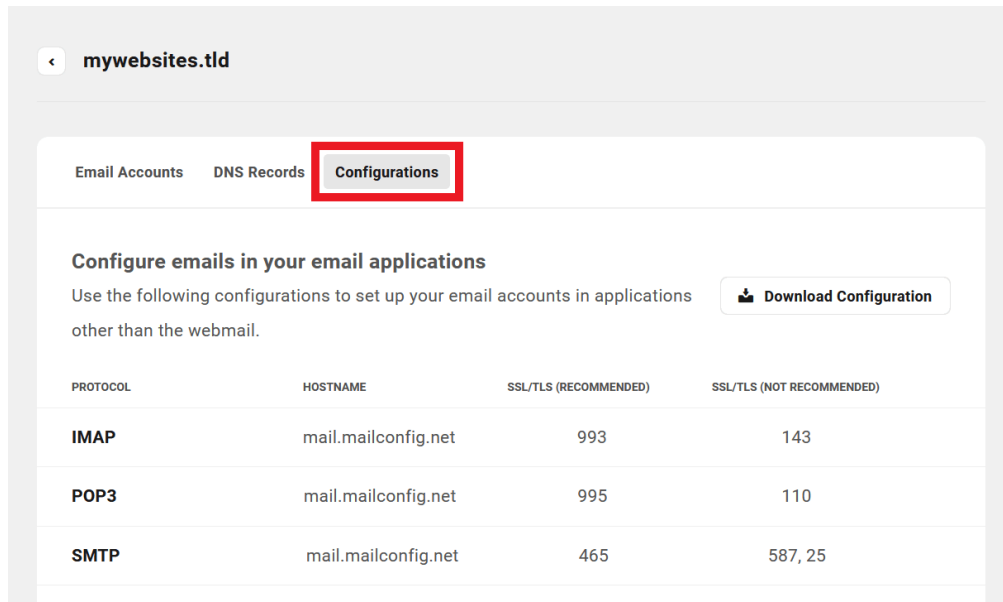 mywebsites.tld
Email Accounts DNS Records Configurations
Configure emails in your email applications
Use the following configurations to set up your email accounts in applications
other than the webmail.
Download Configuration
PROTOCOL HOSTNAME SSL/TLS (RECOMMENDED) SSL/TLS (NOT RECOMMENDED)
IMAP mail.mailconfig.net 993 143
POP3 mail.mailconfig.net 995 110
SMTP mail.mailconfig.net 465 587, 25